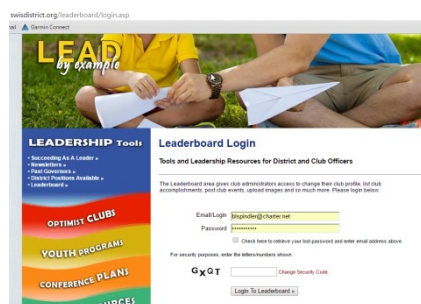 swisdistrict.org/leaderboard/login.asp
Garmin Connect
LEAD
by example
LEADERSHIP Tools
• Succeeding As A Leader »
• Newsletters »
• Past Governors »
• District Positions Available »
• Leaderboard »
OPTIMIST CLUBS
YOUTH PROGRAMS
CONFERENCE PLANS
Leaderboard Login
Tools and Leadership Resources for District and Club Officers
The Leaderboard area gives club administrators access to change their club profile, list club
accomplishments, post club events, upload images and so much more. Please login below.
Email/Login blspindler@charter.net
Password ***********
Check here to retrieve your lost password and enter email address above.
For security purposes, enter the letters/numbers shown.
GXQT
Change Security Code
Login To Leaderboard »